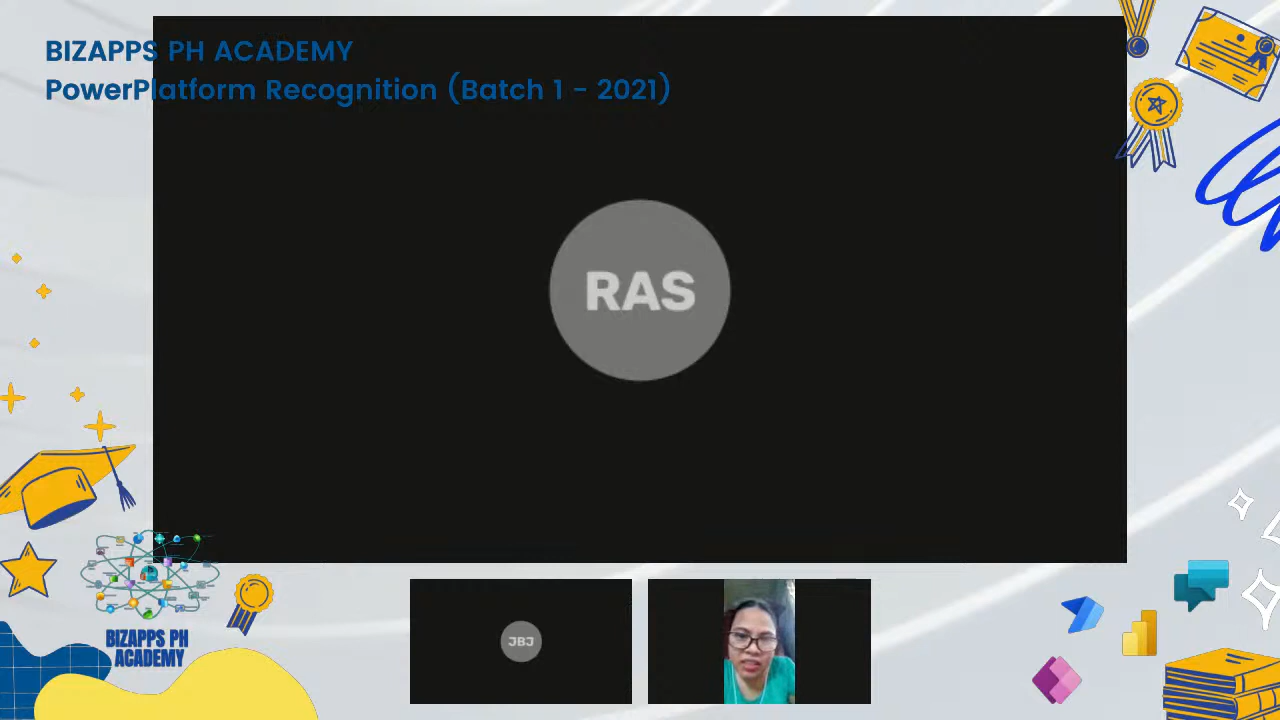 BIZAPPS PH ACADEMY
PowerPlatform Recognition (Batch 1 - 2021)
RAS
JBJ
BIZAPPS PH
ACADEMY